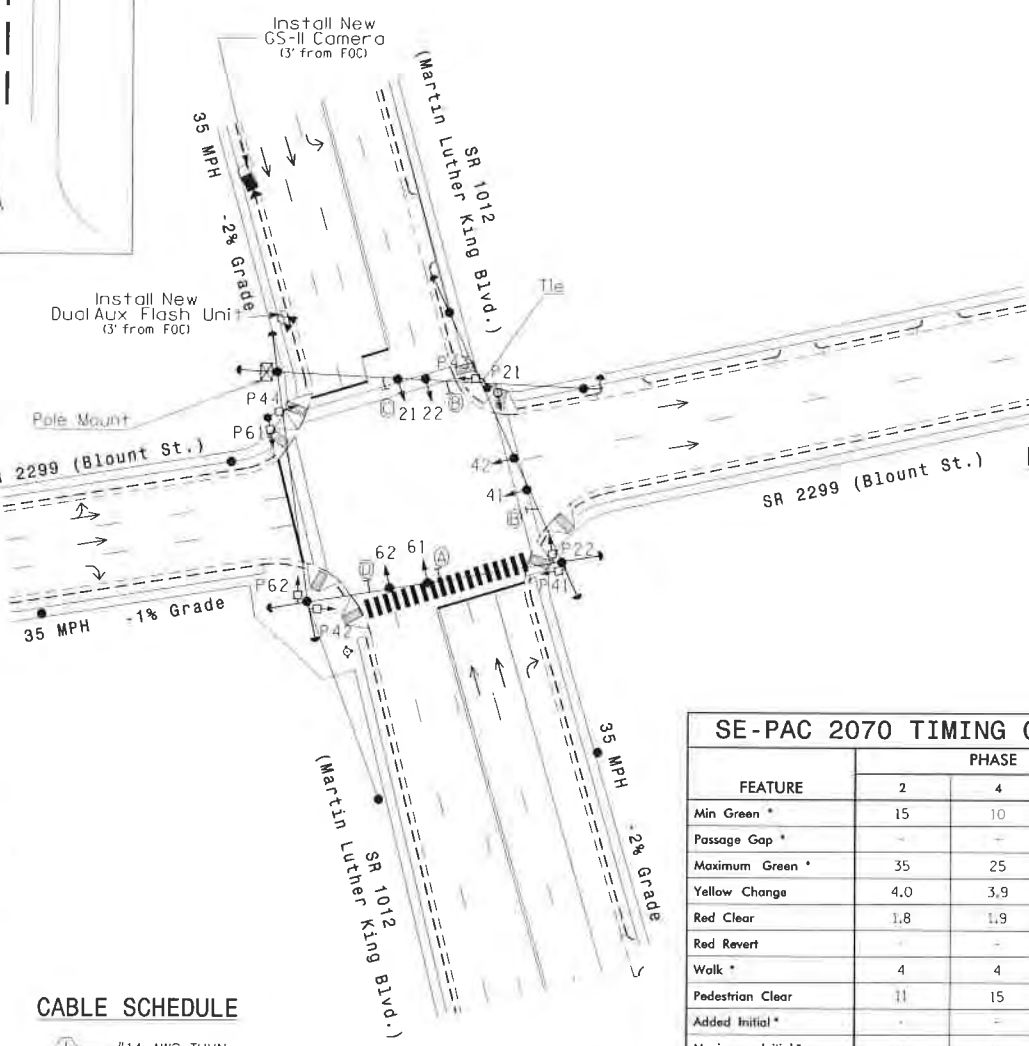 Install New
GS-II Camera
(3' from FOC)
35 MPH
-2% Grade
SR 1012
(Martin Luther King Blvd.)
Install New
Dual Aux Flash Unit
(3' from FOC)
Tie
Pole Mount
P43
P21
P44
P61
C
21
22
B
2299 (Blount St.)
42
41
B
SR 2299 (Blount St.)
62
61
A
D
P22
P41
P62
P42
35 MPH
-1% Grade
35 MPH
-2% Grade
SR 1012
(Martin Luther King Blvd.)
SE-PAC 2070 TIMING
PHASE
FEATURE 2 4
Min Green * 15 10
Passage Gap * - -
Maximum Green * 35 25
Yellow Change 4.0 3.9
Red Clear 1.8 1.9
Red Revert - -
Walk * 4 4
Pedestrian Clear 11 15
Added Initial * - -
CABLE SCHEDULE